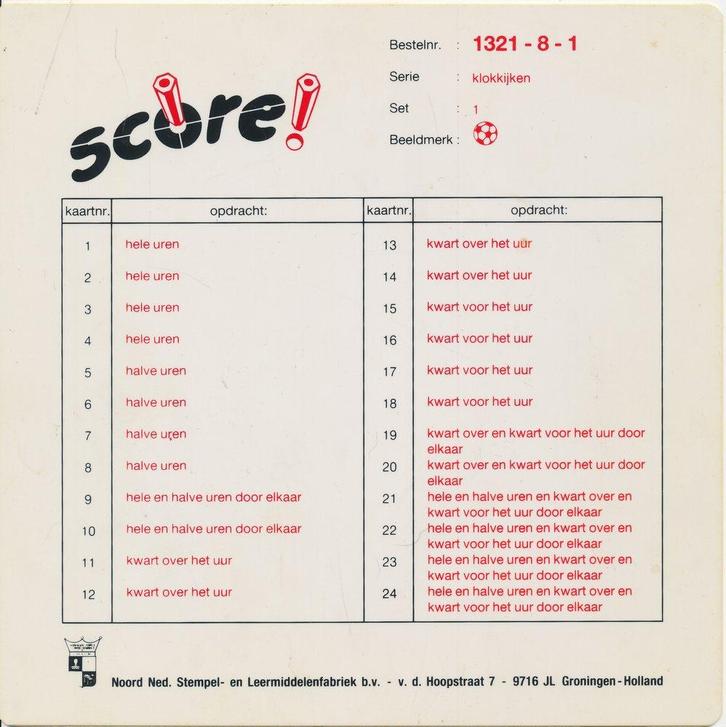 score!
Bestelnr. : 1321 - 8 - 1
Serie : klokkijken
Set : 1
Beeldmerk :
kaartnr. opdracht: kaartnr. opdracht:
1 hele uren
2 hele uren
3 hele uren
4 hele uren
5 halve uren
6 halve uren
7 halve uren
8 halve uren
9 hele en halve uren door elkaar
10 hele en halve uren door elkaar
11 kwart over het uur
12 kwart over het uur
13 kwart over het uur
14 kwart over het uur
15 kwart voor het uur
16 kwart voor het uur
17 kwart voor het uur
18 kwart voor het uur
19 kwart over en kwart voor het uur door
elkaar
20 kwart over en kwart voor het uur door
elkaar
21 hele en halve uren en kwart over en
kwart voor het uur door elkaar
22 hele en halve uren en kwart over en
kwart voor het uur door elkaar
23 hele en halve uren en kwart over en
kwart voor het uur door elkaar
24 hele en halve uren en kwart over en
kwart voor het uur door elkaar
Noord Ned. Stempel- en Leermiddelenfabriek b.v. - v. d. Hoopstraat 7 - 9716 JL Groningen-Holland